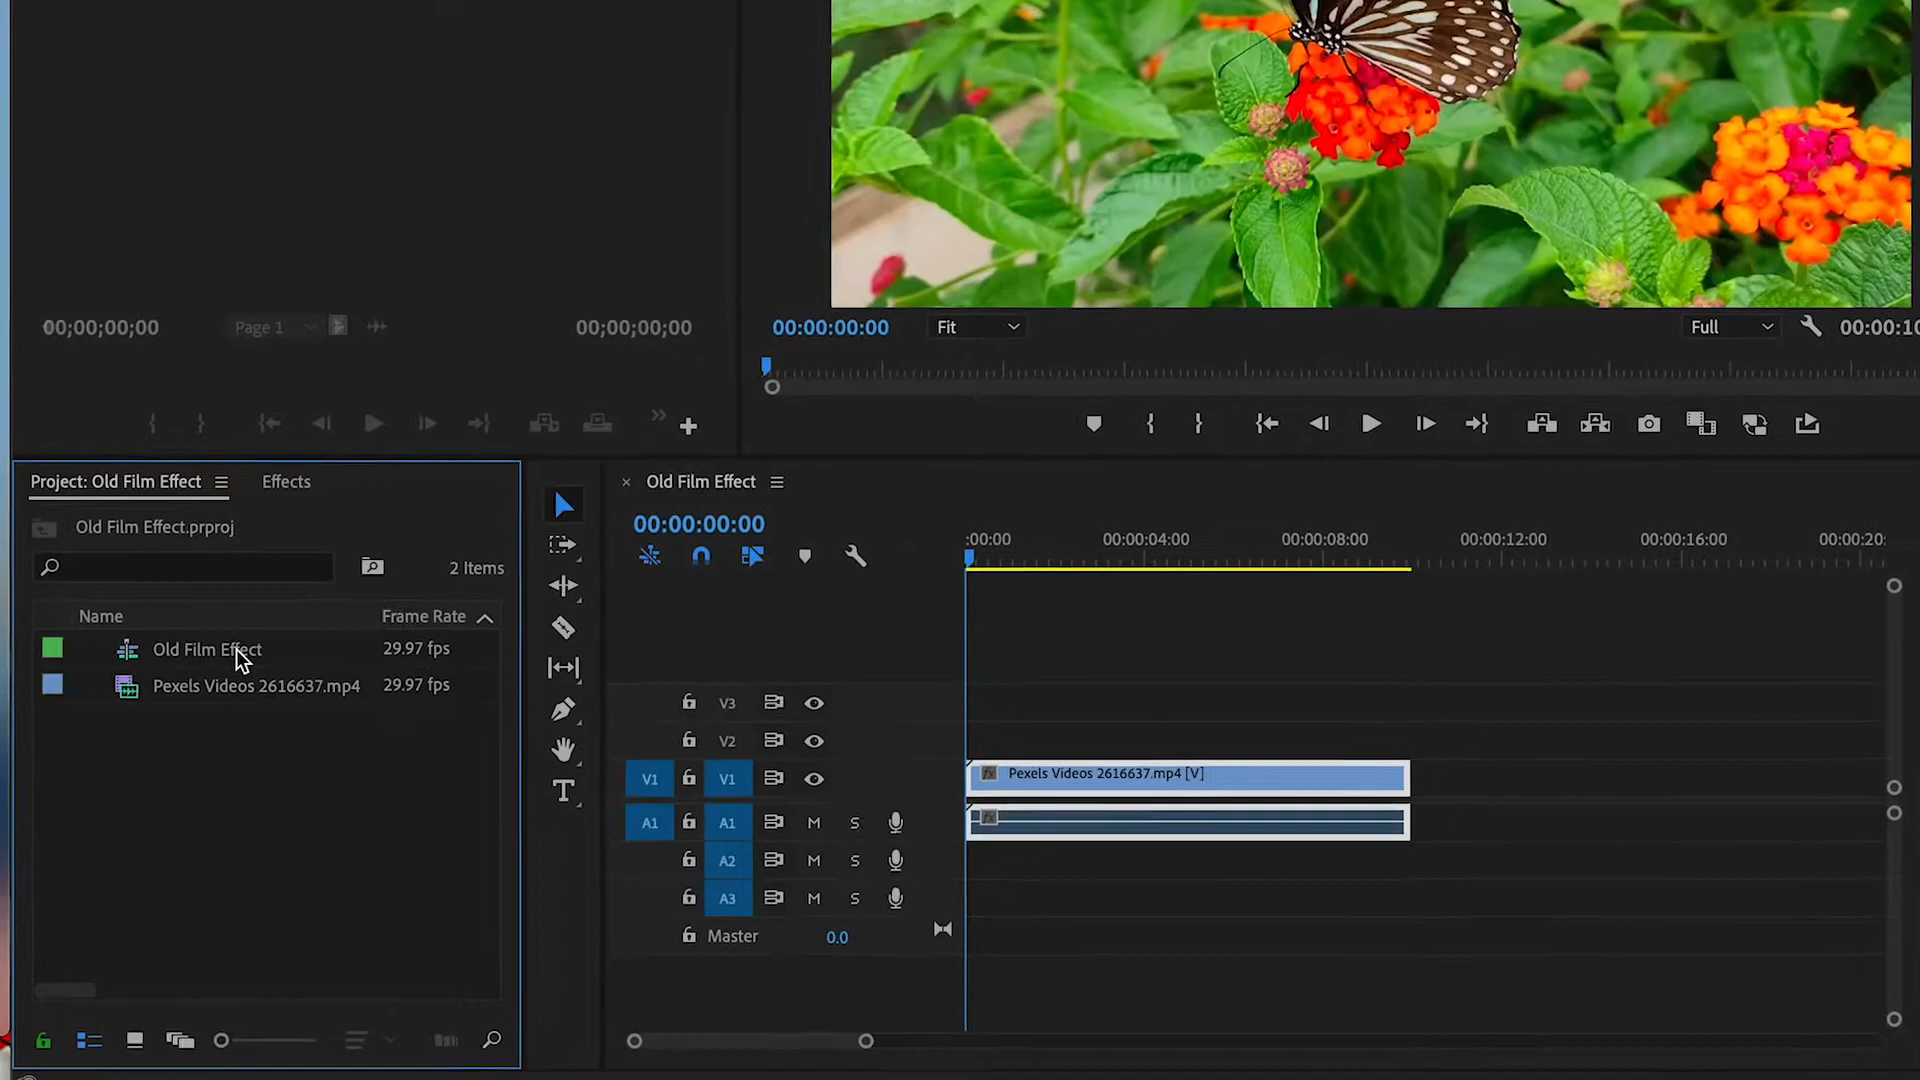 00;00;00;00
Page 1
00;00;00;00
00:00:00:00
Fit
Full
00:00:10
Project: Old Film Effect
Effects
Old Film Effect
Old Film Effect.prproj
00:00:00:00
2 Items
:00:00
00:00:04:00
00:00:08:00
00:00:12:00
00:00:16:00
00:00:20:
Name
Frame Rate
Old Film Effect
29.97 fps
Pexels Videos 2616637.mp4
29.97 fps
V3
V2
V1
V1
Pexels Videos 2616637.mp4 [V]
fx
A1
A1
M
S
fx
A2
M
S
A3
M
S
Master
0.0